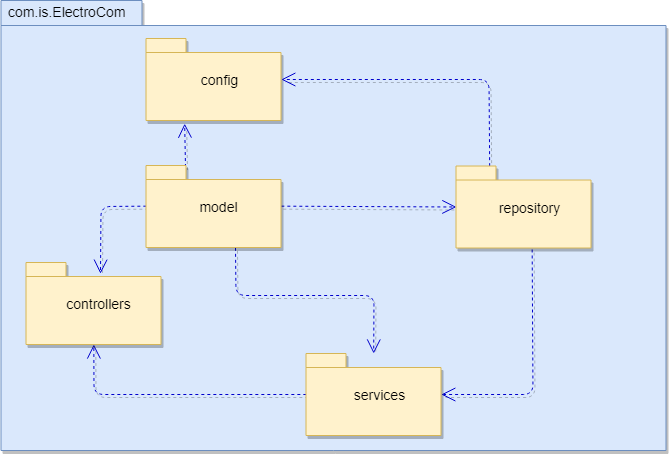 com.is.ElectroCom
config
model
repository
controllers
services